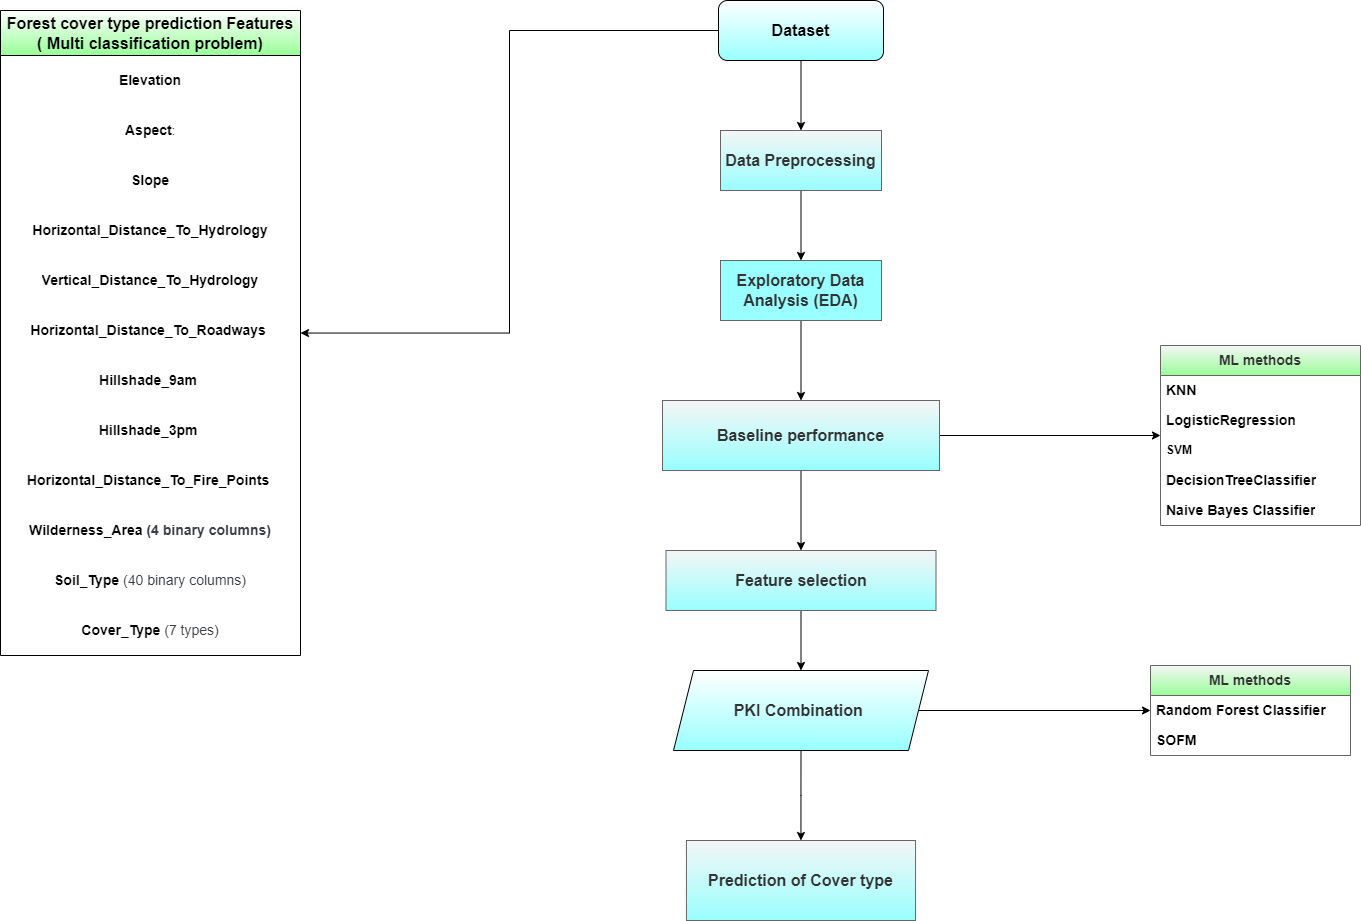 Forest cover type prediction Features
( Multi classification problem)
Elevation
Aspect:
Slope
Horizontal_Distance_To_Hydrology
Vertical_Distance_To_Hydrology
Horizontal_Distance_To_Roadways
Hillshade_9am
Hillshade_3pm
Horizontal_Distance_To_Fire_Points
Wilderness_Area (4 binary columns)
Soil_Type (40 binary columns)
Cover_Type (7 types)
Dataset
Data Preprocessing
Exploratory Data
Analysis (EDA)
Baseline performance
ML methods
KNN
LogisticRegression
SVM
DecisionTreeClassifier
Naive Bayes Classifier
Feature selection
PKI Combination
ML methods
Random Forest Classifier
SOFM
Prediction of Cover type